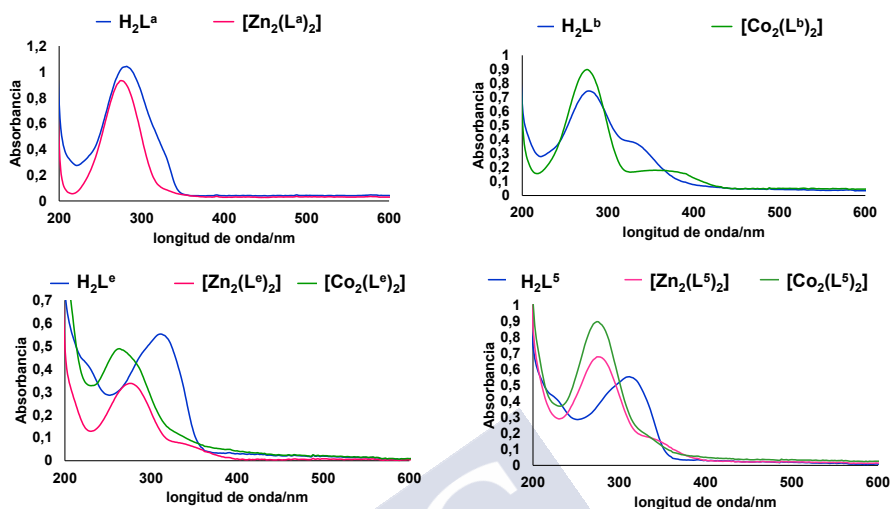 H₂Lᵃ [Zn₂(Lᵃ)₂]
1,2
1
0,8
0,6
0,4
0,2
0
Absorbancia
200 300 400 500 600
longitud de onda/nm
H₂Lᵇ [Co₂(Lᵇ)₂]
1
0,9
0,8
0,7
0,6
0,5
0,4
0,3
0,2
0,1
0
Absorbancia
200 300 400 500 600
longitud de onda/nm
H₂Lᵉ [Zn₂(Lᵉ)₂] [Co₂(Lᵉ)₂]
0,7
0,6
0,5
0,4
0,3
0,2
0,1
0
Absorbancia
200 300 400 500 600
longitud de onda/nm
H₂L⁵ [Zn₂(L⁵)₂] [Co₂(L⁵)₂]
1
0,9
0,8
0,7
0,6
0,5
0,4
0,3
0,2
0,1
0
Absorbancia
200 300 400 500 600
longitud de onda/nm